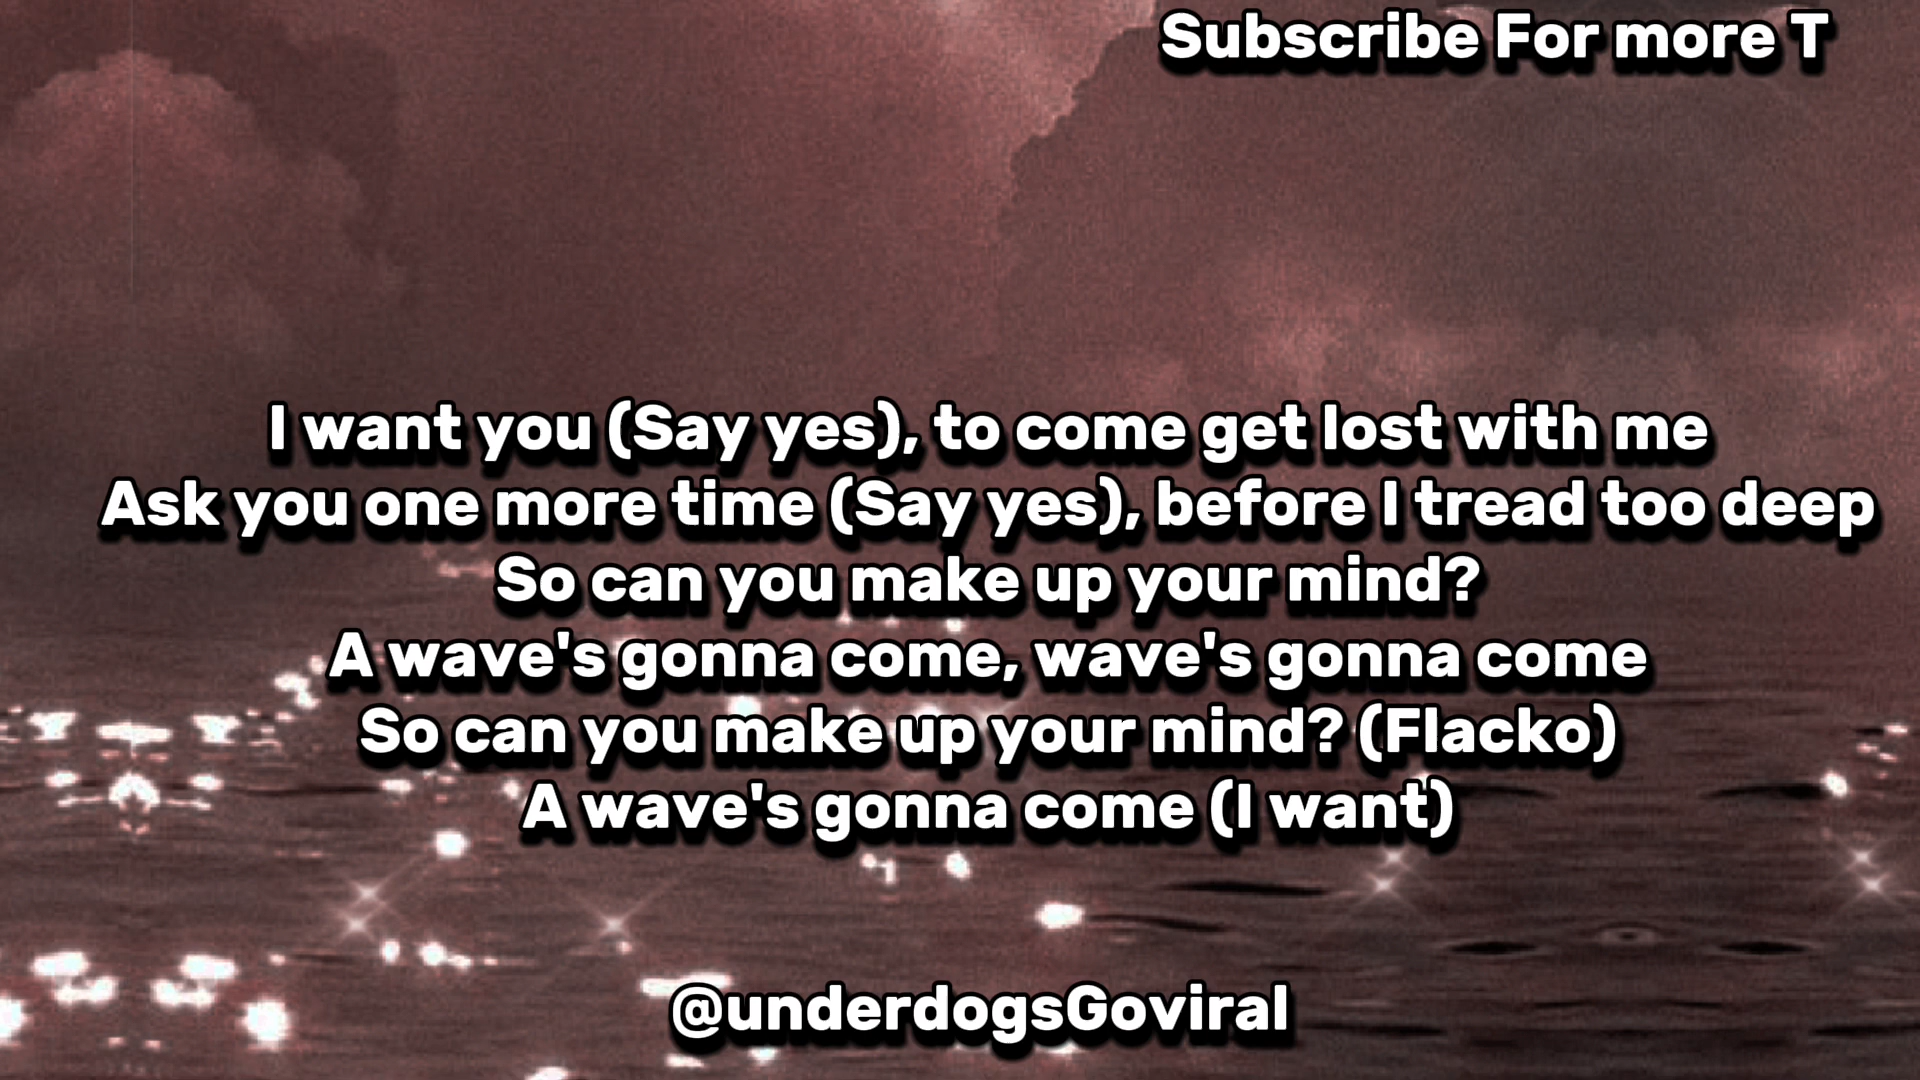 Subscribe For more T
I want you (Say yes), to come get lost with me
Ask you one more time (Say yes), before I tread too deep
So can you make up your mind?
A wave's gonna come, wave's gonna come
So can you make up your mind? (Flacko)
A wave's gonna come (I want)
@underdogsGoviral